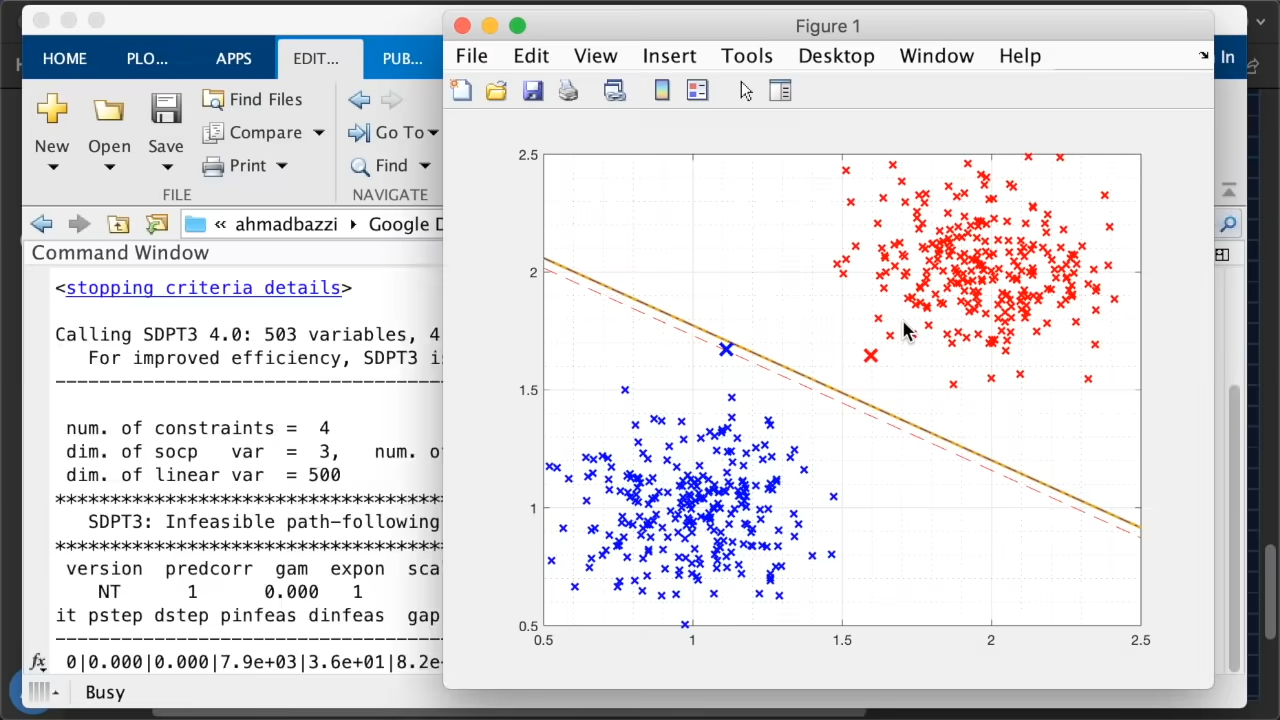 Figure 1
File Edit View Insert Tools Desktop Window Help
HOME PLO... APPS EDIT... PUB... In
New Open Save
Find Files
Compare
Print
FILE
Go To
Find
NAVIGATE
« ahmadbazzi Google D
Command Window
<stopping criteria details>
Calling SDPT3 4.0: 503 variables, 4
For improved efficiency, SDPT3 i
num. of constraints = 4
dim. of socp var = 3, num. o
dim. of linear var = 500
*******************************************
SDPT3: Infeasible path-following
*******************************************
version predcorr gam expon sca
NT 1 0.000 1
it pstep dstep pinfeas dinfeas gap
0|0.000|0.000|7.9e+03|3.6e+01|8.2e
fx
Busy
2.5
2
1.5
1
0.5
0.5 1 1.5 2 2.5